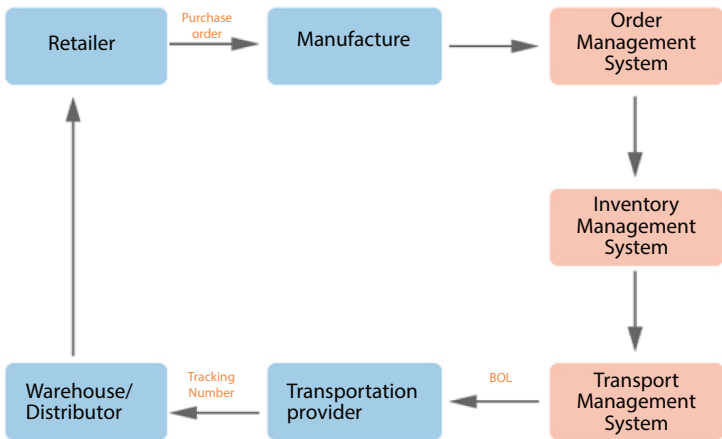 Retailer
Purchase
order
Manufacture
Order
Management
System
Inventory
Management
System
Warehouse/
Distributor
Tracking
Number
Transportation
provider
BOL
Transport
Management
System